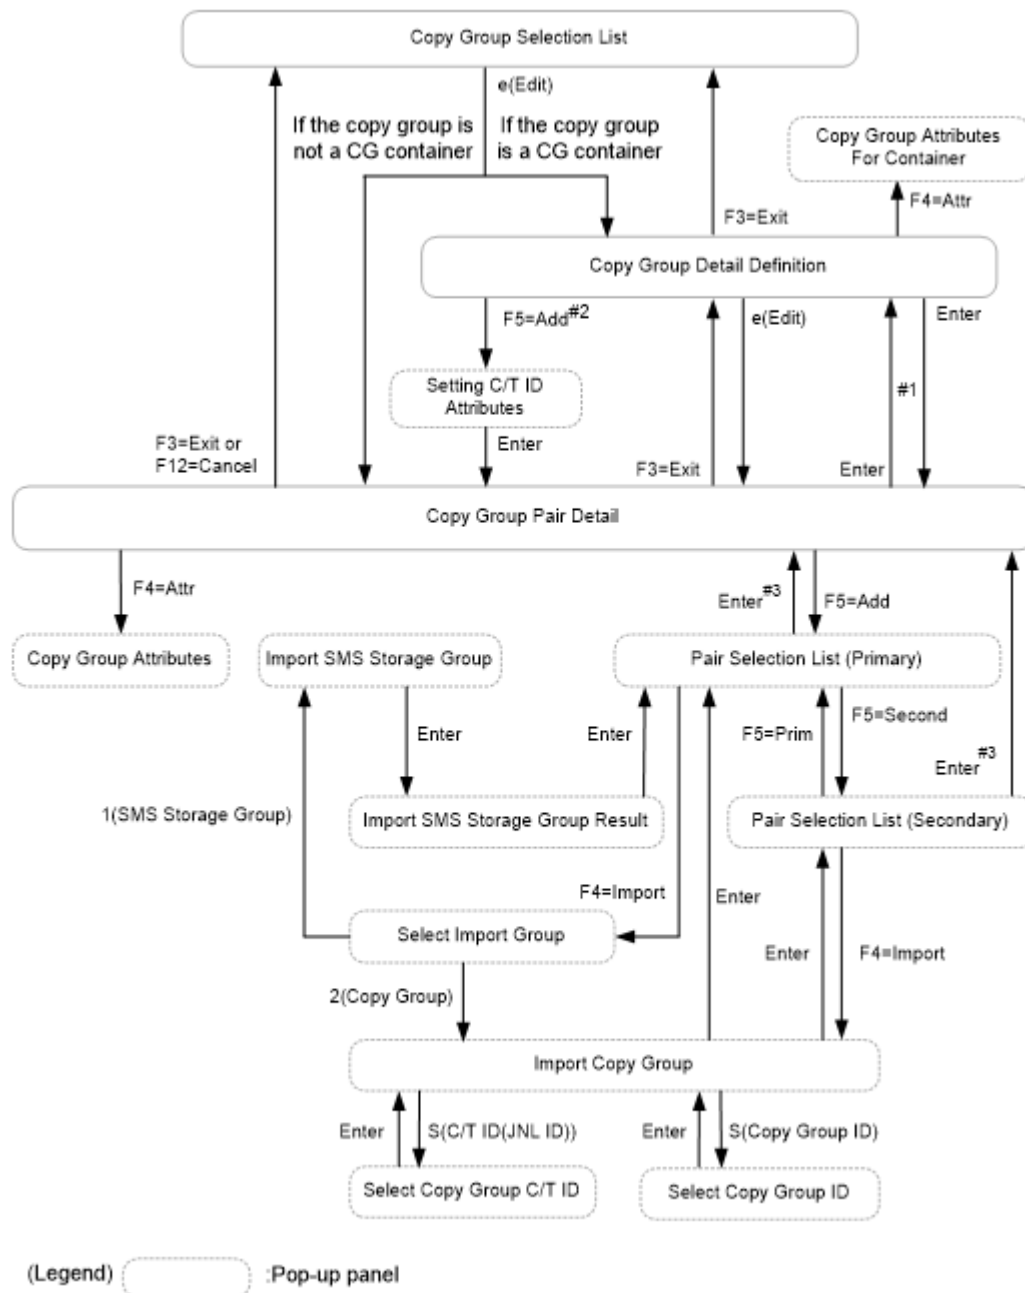 Copy Group Selection List
e(Edit)
If the copy group is
not a CG container
If the copy group
is a CG container
Copy Group Attributes
For Container
F3=Exit
F4=Attr
Copy Group Detail Definition
F5=Add#2
e(Edit)
Enter
Setting C/T ID
Attributes
#1
F3=Exit or
F12=Cancel
Enter
F3=Exit
Enter
Copy Group Pair Detail
F4=Attr
Enter#3
F5=Add
Copy Group Attributes
Import SMS Storage Group
Pair Selection List (Primary)
Enter
Enter
F5=Prim
F5=Second
Enter#3
1(SMS Storage Group)
Import SMS Storage Group Result
Pair Selection List (Secondary)
F4=Import
Enter
Select Import Group
Enter
F4=Import
2(Copy Group)
Import Copy Group
Enter
S(C/T ID(JNL ID))
Enter
S(Copy Group ID)
Select Copy Group C/T ID
Select Copy Group ID
(Legend)
:Pop-up panel